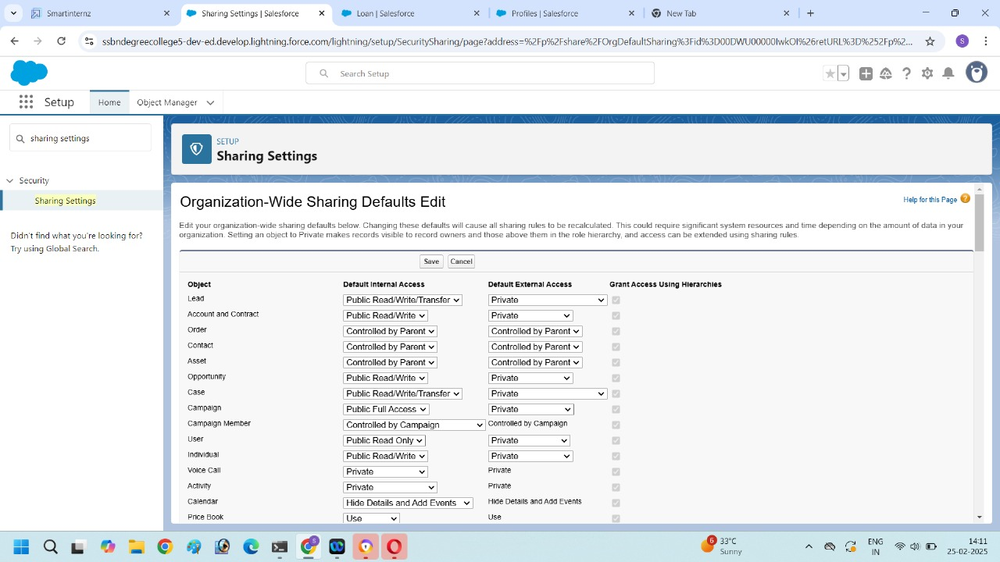 Smartinternz
Sharing Settings | Salesforce
Loan | Salesforce
Profiles | Salesforce
New Tab
ssbndegreecollege5-dev-ed.develop.lightning.force.com/lightning/setup/SecuritySharing/page?address=%2Fp%2Fshare%2FOrgDefaultSharing%3Fid%3D00DWU00000IwkOI%26retURL%3D%252Fp%2...
S
Search Setup
Setup
Home
Object Manager
sharing settings
Security
Sharing Settings
Didn't find what you're looking for?
Try using Global Search.
SETUP
Sharing Settings
Organization-Wide Sharing Defaults Edit
Help for this Page
Edit your organization-wide sharing defaults below. Changing these defaults will cause all sharing rules to be recalculated. This could require significant system resources and time depending on the amount of data in your
organization. Setting an object to Private makes records visible to record owners and those above them in the role hierarchy, and access can be extended using sharing rules.
Save Cancel
Object Default Internal Access Default External Access Grant Access Using Hierarchies
Lead Public Read/Write/Transfer Private
Account and Contract Public Read/Write Private
Order Controlled by Parent Controlled by Parent
Contact Controlled by Parent Controlled by Parent
Asset Controlled by Parent Controlled by Parent
Opportunity Public Read/Write Private
Case Public Read/Write/Transfer Private
Campaign Public Full Access Private
Campaign Member Controlled by Campaign Controlled by Campaign
User Public Read Only Private
Individual Public Read/Write Private
Voice Call Private Private
Activity Private Private
Calendar Hide Details and Add Events Hide Details and Add Events
Price Book Use Use
S
6
33°C
Sunny
ENG
IN
14:11
25-02-2025